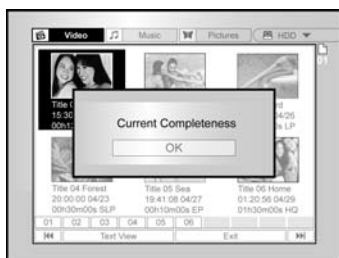 Video Music Pictures HDD
01
Title 0 rd
15:30 04/26
00h1 0s LP
Current Completeness
OK
Title 04 Forest Title 05 Sea Title 06 Home
20:00:00 04/23 19:41:08 04/27 01:20:56 04/29
00h30m00s SLP 00h10m00s EP 01h30m00s HQ
01 02 03 04 05 06
Text View Exit